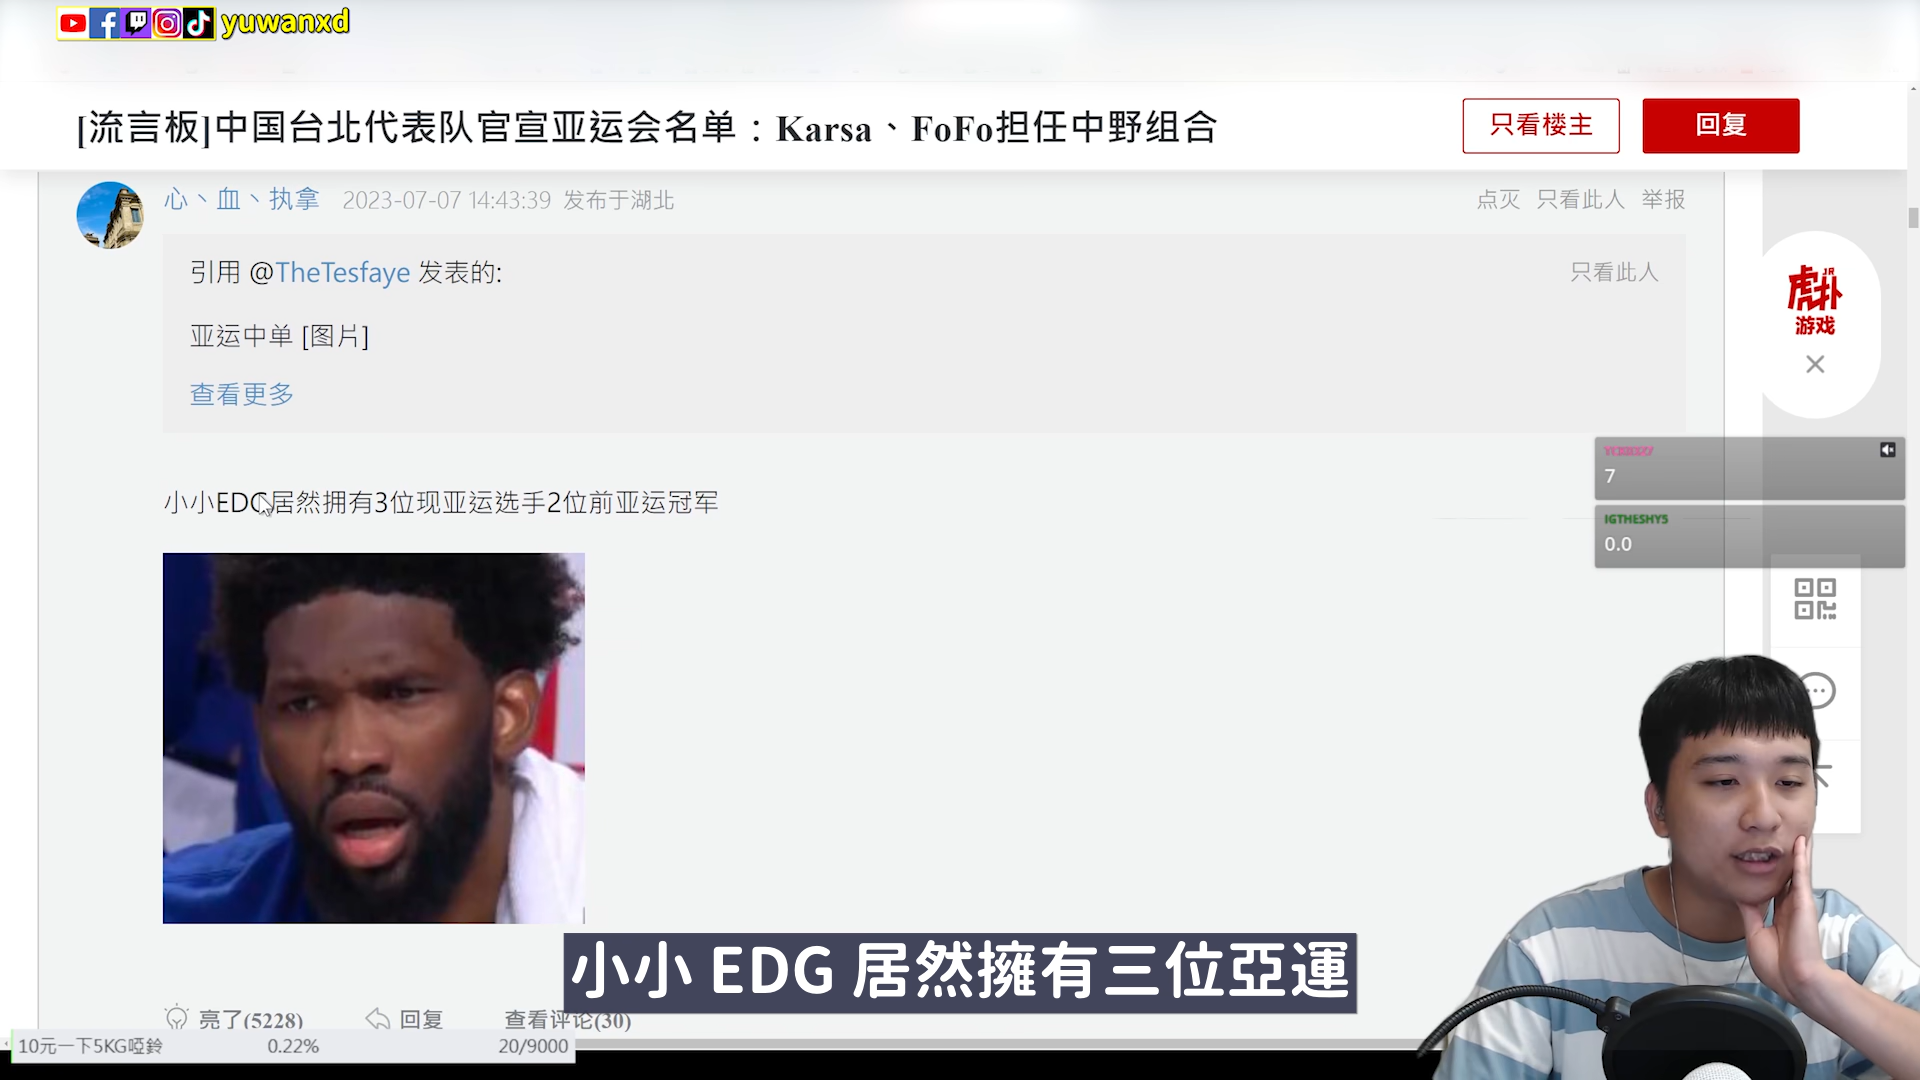 yuwanxd
[流言板]中国台北代表队官宣亚运会名单：Karsa、FoFo担任中野组合
只看楼主
回复
心、血、执拿 2023-07-07 14:43:39 发布于湖北
点灭 只看此人 举报
引用 @TheTesfaye 发表的:
只看此人
亚运中单 [图片]
查看更多
虎扑
JR
游戏
7
IGTHESHY5
0.0
小小EDG居然拥有3位现亚运选手2位前亚运冠军
小小 EDG 居然擁有三位亞運
亮了(5228) 回复 查看评论(30)
10元一下5KG啞鈴 0.22% 20/9000